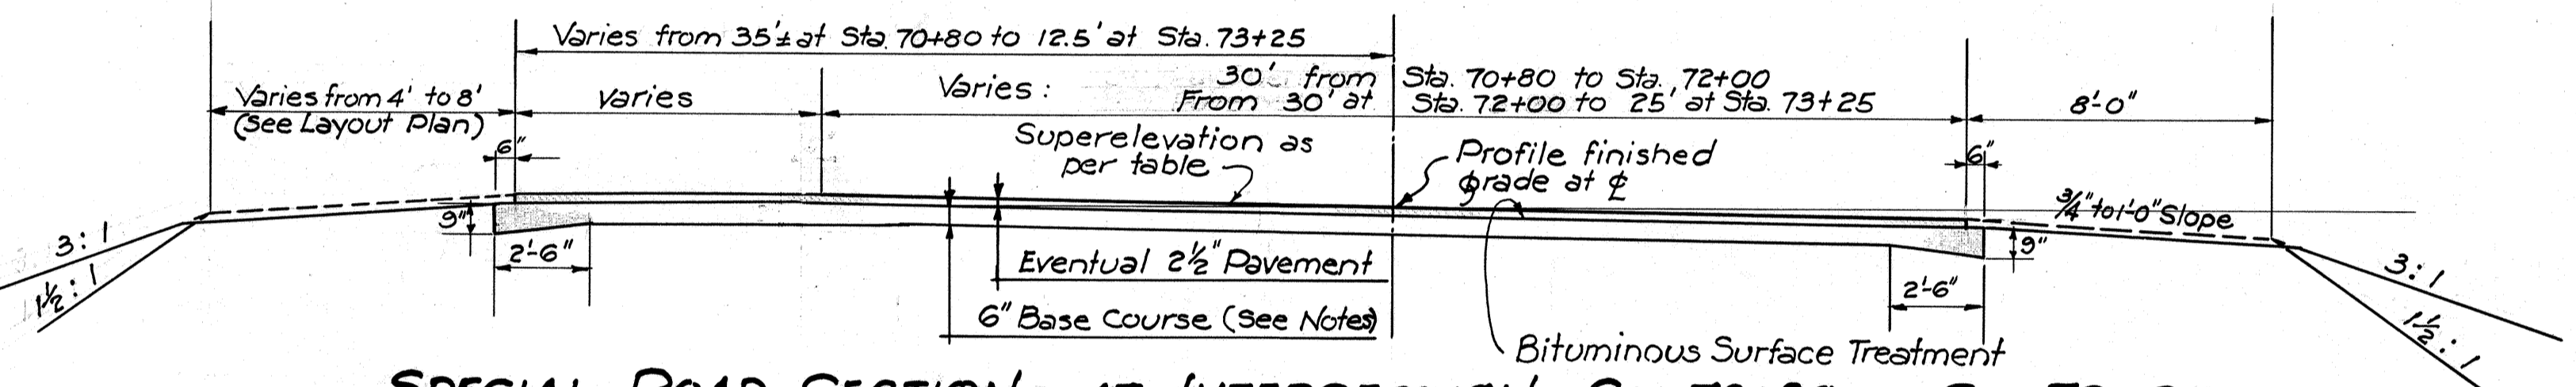 Varies from 35'± at Sta. 70+80 to 12.5' at Sta. 73+25
Varies from 4' to 8'
(See Layout Plan)
varies
Varies: 30' from Sta. 70+80 to Sta. 72+00
From 30' at Sta. 72+00 to 25' at Sta. 73+25
8'-0"
6"
Superelevation as
per table
Profile finished
grade at ℄
6"
3/4" to 1'-0" Slope
9"
9"
3:1
1½:1
2'-6"
Eventual 2½" Pavement
6" Base Course (See Notes)
2'-6"
3:1
1½:1
Bituminous Surface Treatment
SPECIAL ROAD SECTION